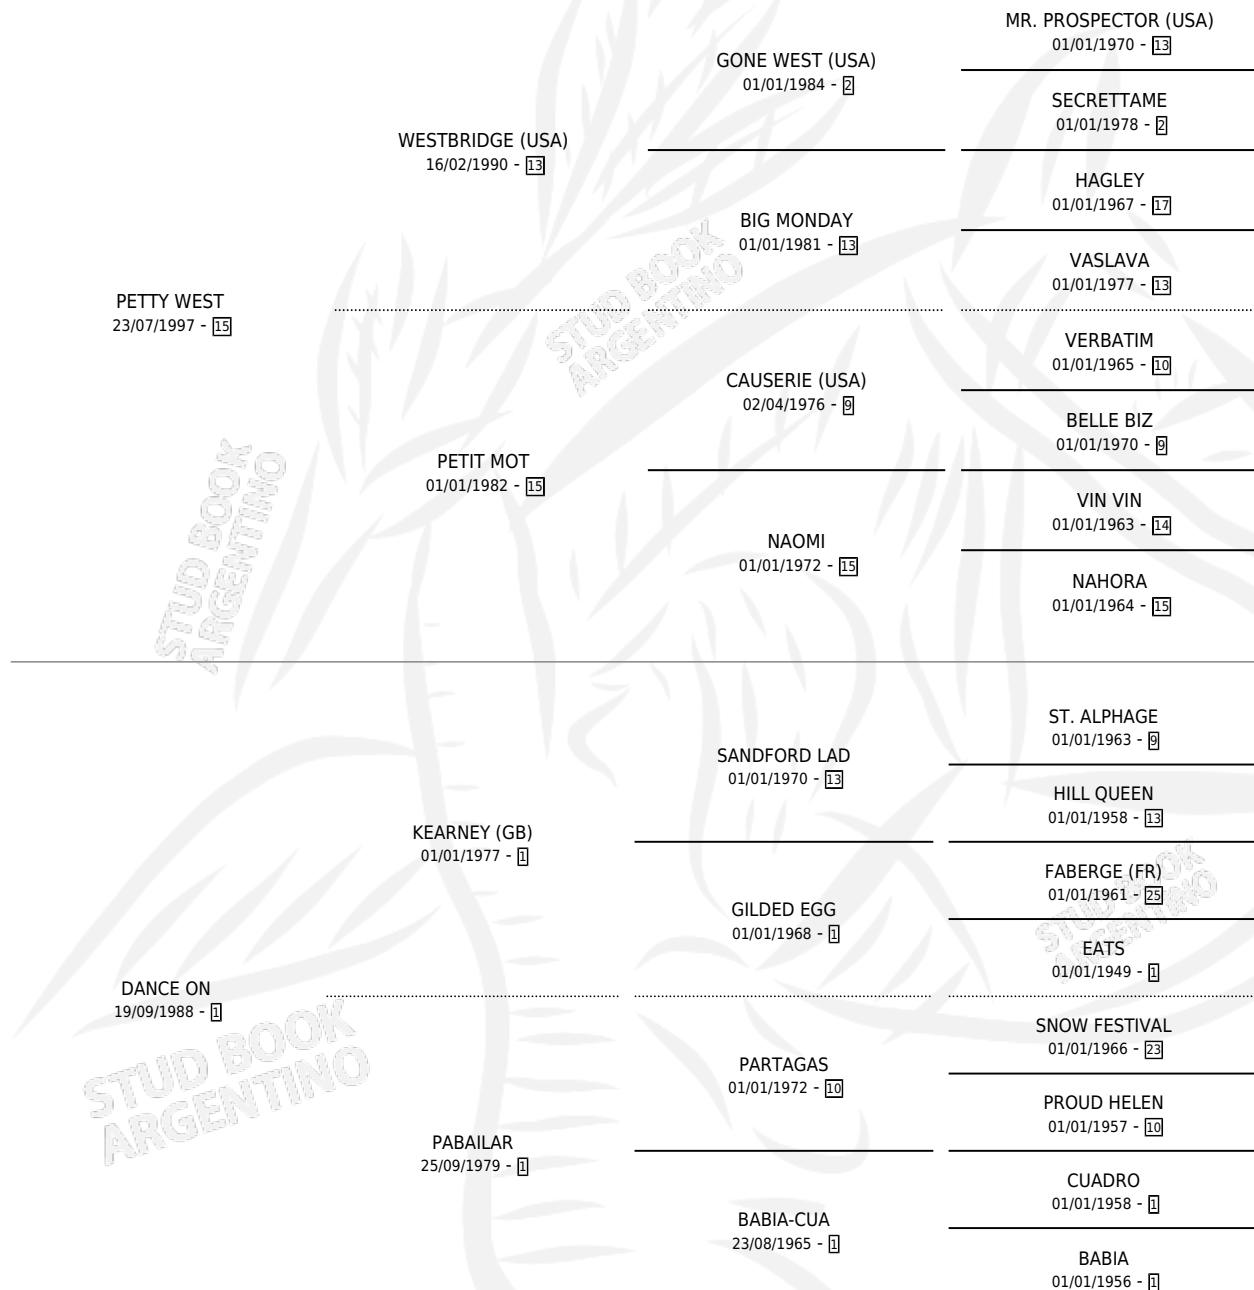 MR. PROSPECTOR (USA)
01/01/1970 - 13
GONE WEST (USA)
01/01/1984 - 2
SECRETTAME
01/01/1978 - 2
WESTBRIDGE (USA)
16/02/1990 - 13
HAGLEY
01/01/1967 - 17
BIG MONDAY
01/01/1981 - 13
VASLAVA
01/01/1977 - 13
PETTY WEST
23/07/1997 - 15
VERBATIM
01/01/1965 - 10
CAUSERIE (USA)
02/04/1976 - 9
BELLE BIZ
01/01/1970 - 9
PETIT MOT
01/01/1982 - 15
VIN VIN
01/01/1963 - 14
NAOMI
01/01/1972 - 15
NAHORA
01/01/1964 - 15
ST. ALPHAGE
01/01/1963 - 9
SANDFORD LAD
01/01/1970 - 13
HILL QUEEN
01/01/1958 - 13
KEARNEY (GB)
01/01/1977 - 1
FABERGE (FR)
01/01/1961 - 25
GILDED EGG
01/01/1968 - 1
EATS
01/01/1949 - 1
DANCE ON
19/09/1988 - 1
SNOW FESTIVAL
01/01/1966 - 23
PARTAGAS
01/01/1972 - 10
PROUD HELEN
01/01/1957 - 10
PABAILAR
25/09/1979 - 1
CUADRO
01/01/1958 - 1
BABIA-CUA
23/08/1965 - 1
BABIA
01/01/1956 - 1
STUD BOOK
ARGENTINO
STUD BOOK
ARGENTINO
STUD BOOK
ARGENTINO
STUD BOOK
ARGENTINO